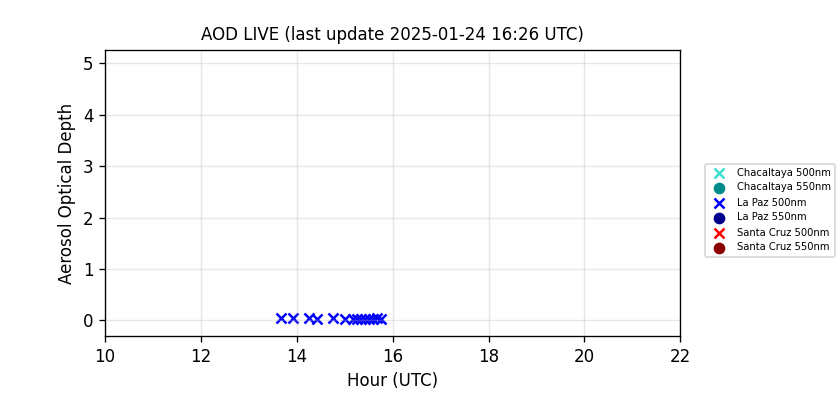 AOD LIVE (last update 2025-01-24 16:26 UTC)
Aerosol Optical Depth
5
4
3
2
1
0
10 12 14 16 18 20 22
Hour (UTC)
Chacaltaya 500nm
Chacaltaya 550nm
La Paz 500nm
La Paz 550nm
Santa Cruz 500nm
Santa Cruz 550nm